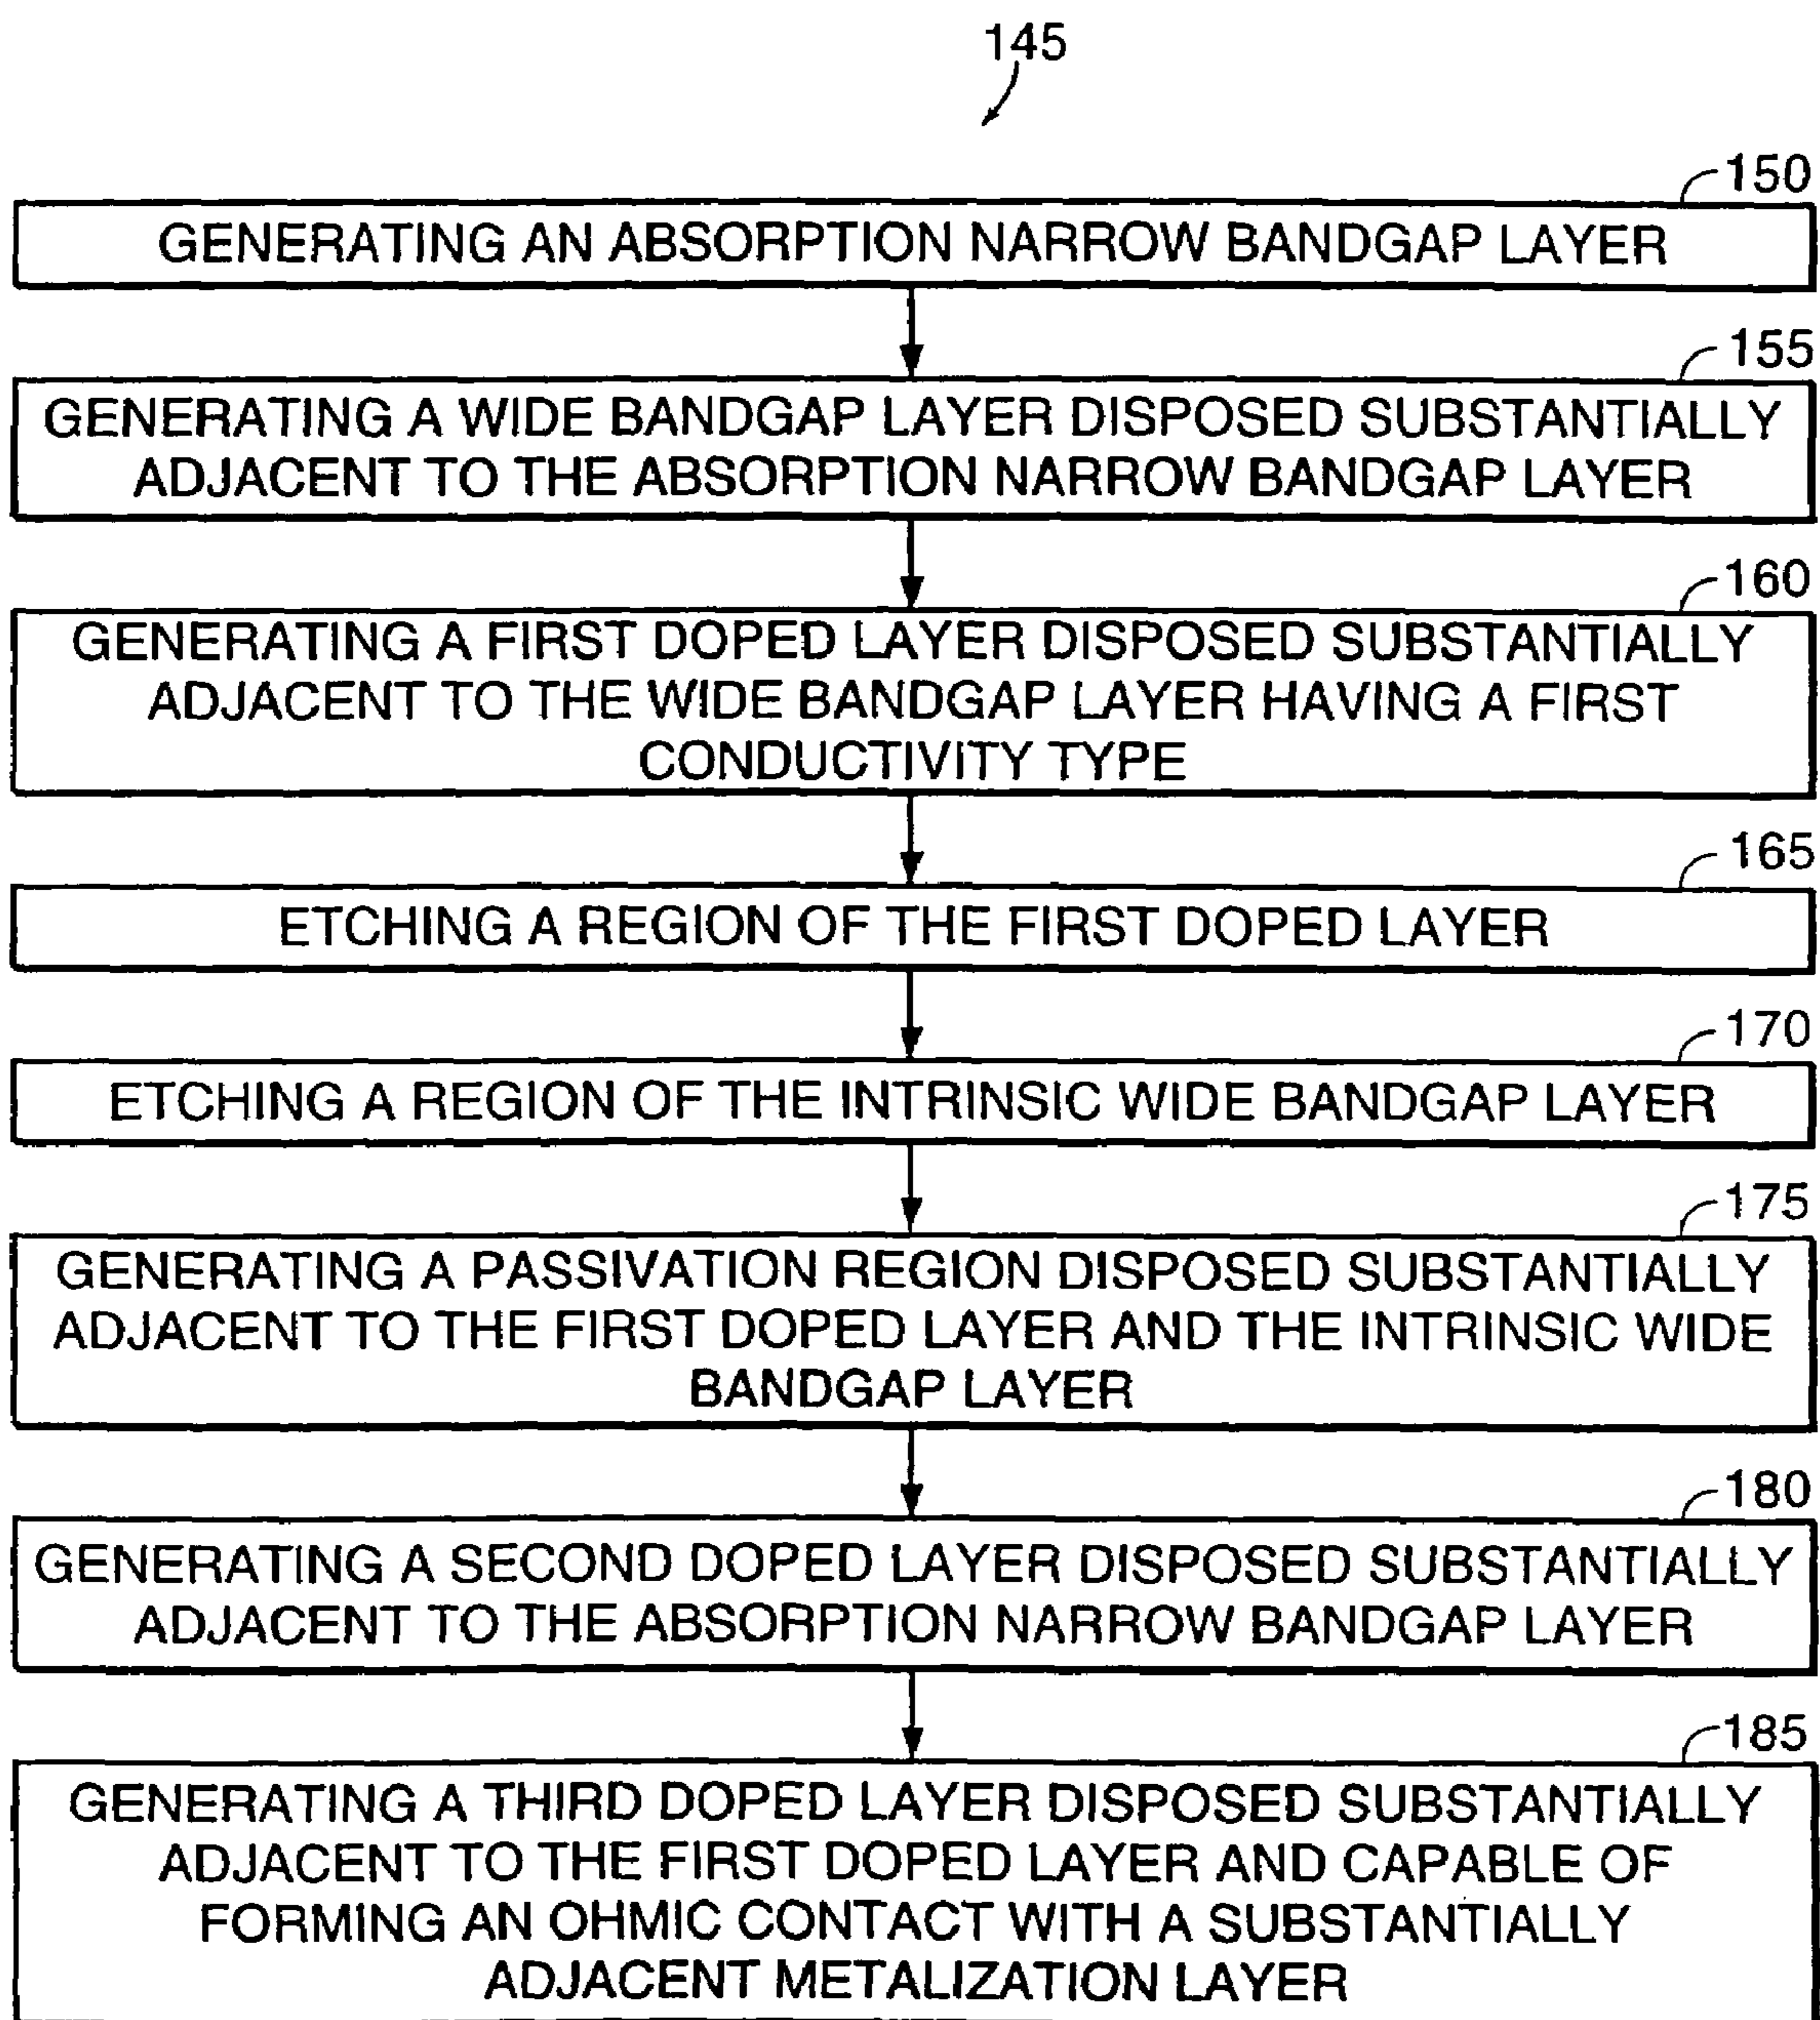 145
150
GENERATING AN ABSORPTION NARROW BANDGAP LAYER
155
GENERATING A WIDE BANDGAP LAYER DISPOSED SUBSTANTIALLY
ADJACENT TO THE ABSORPTION NARROW BANDGAP LAYER
160
GENERATING A FIRST DOPED LAYER DISPOSED SUBSTANTIALLY
ADJACENT TO THE WIDE BANDGAP LAYER HAVING A FIRST
CONDUCTIVITY TYPE
165
ETCHING A REGION OF THE FIRST DOPED LAYER
170
ETCHING A REGION OF THE INTRINSIC WIDE BANDGAP LAYER
175
GENERATING A PASSIVATION REGION DISPOSED SUBSTANTIALLY
ADJACENT TO THE FIRST DOPED LAYER AND THE INTRINSIC WIDE
BANDGAP LAYER
180
GENERATING A SECOND DOPED LAYER DISPOSED SUBSTANTIALLY
ADJACENT TO THE ABSORPTION NARROW BANDGAP LAYER
185
GENERATING A THIRD DOPED LAYER DISPOSED SUBSTANTIALLY
ADJACENT TO THE FIRST DOPED LAYER AND CAPABLE OF
FORMING AN OHMIC CONTACT WITH A SUBSTANTIALLY
ADJACENT METALIZATION LAYER